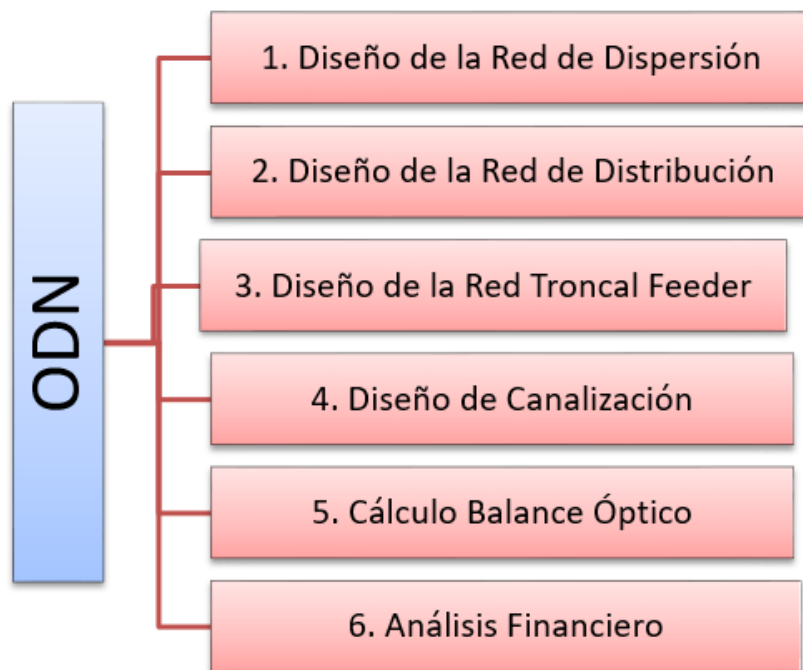 ODN
1. Diseño de la Red de Dispersión
2. Diseño de la Red de Distribución
3. Diseño de la Red Troncal Feeder
4. Diseño de Canalización
5. Cálculo Balance Óptico
6. Análisis Financiero